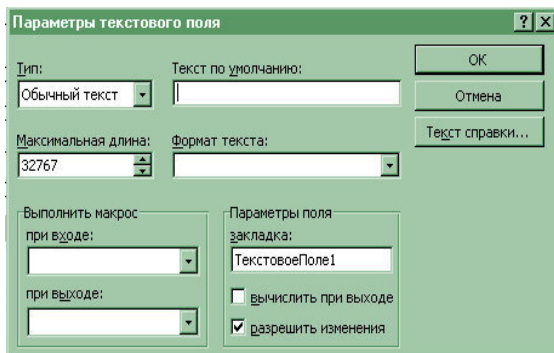 Параметры текстового поля
Тип:
Текст по умолчанию:
Обычный текст
OK
Отмена
Текст справки...
Максимальная длина:
Формат текста:
32767
Выполнить макрос
при входе:
при выходе:
Параметры поля
закладка:
ТекстовоеПоле1
вычислить при выходе
разрешить изменения